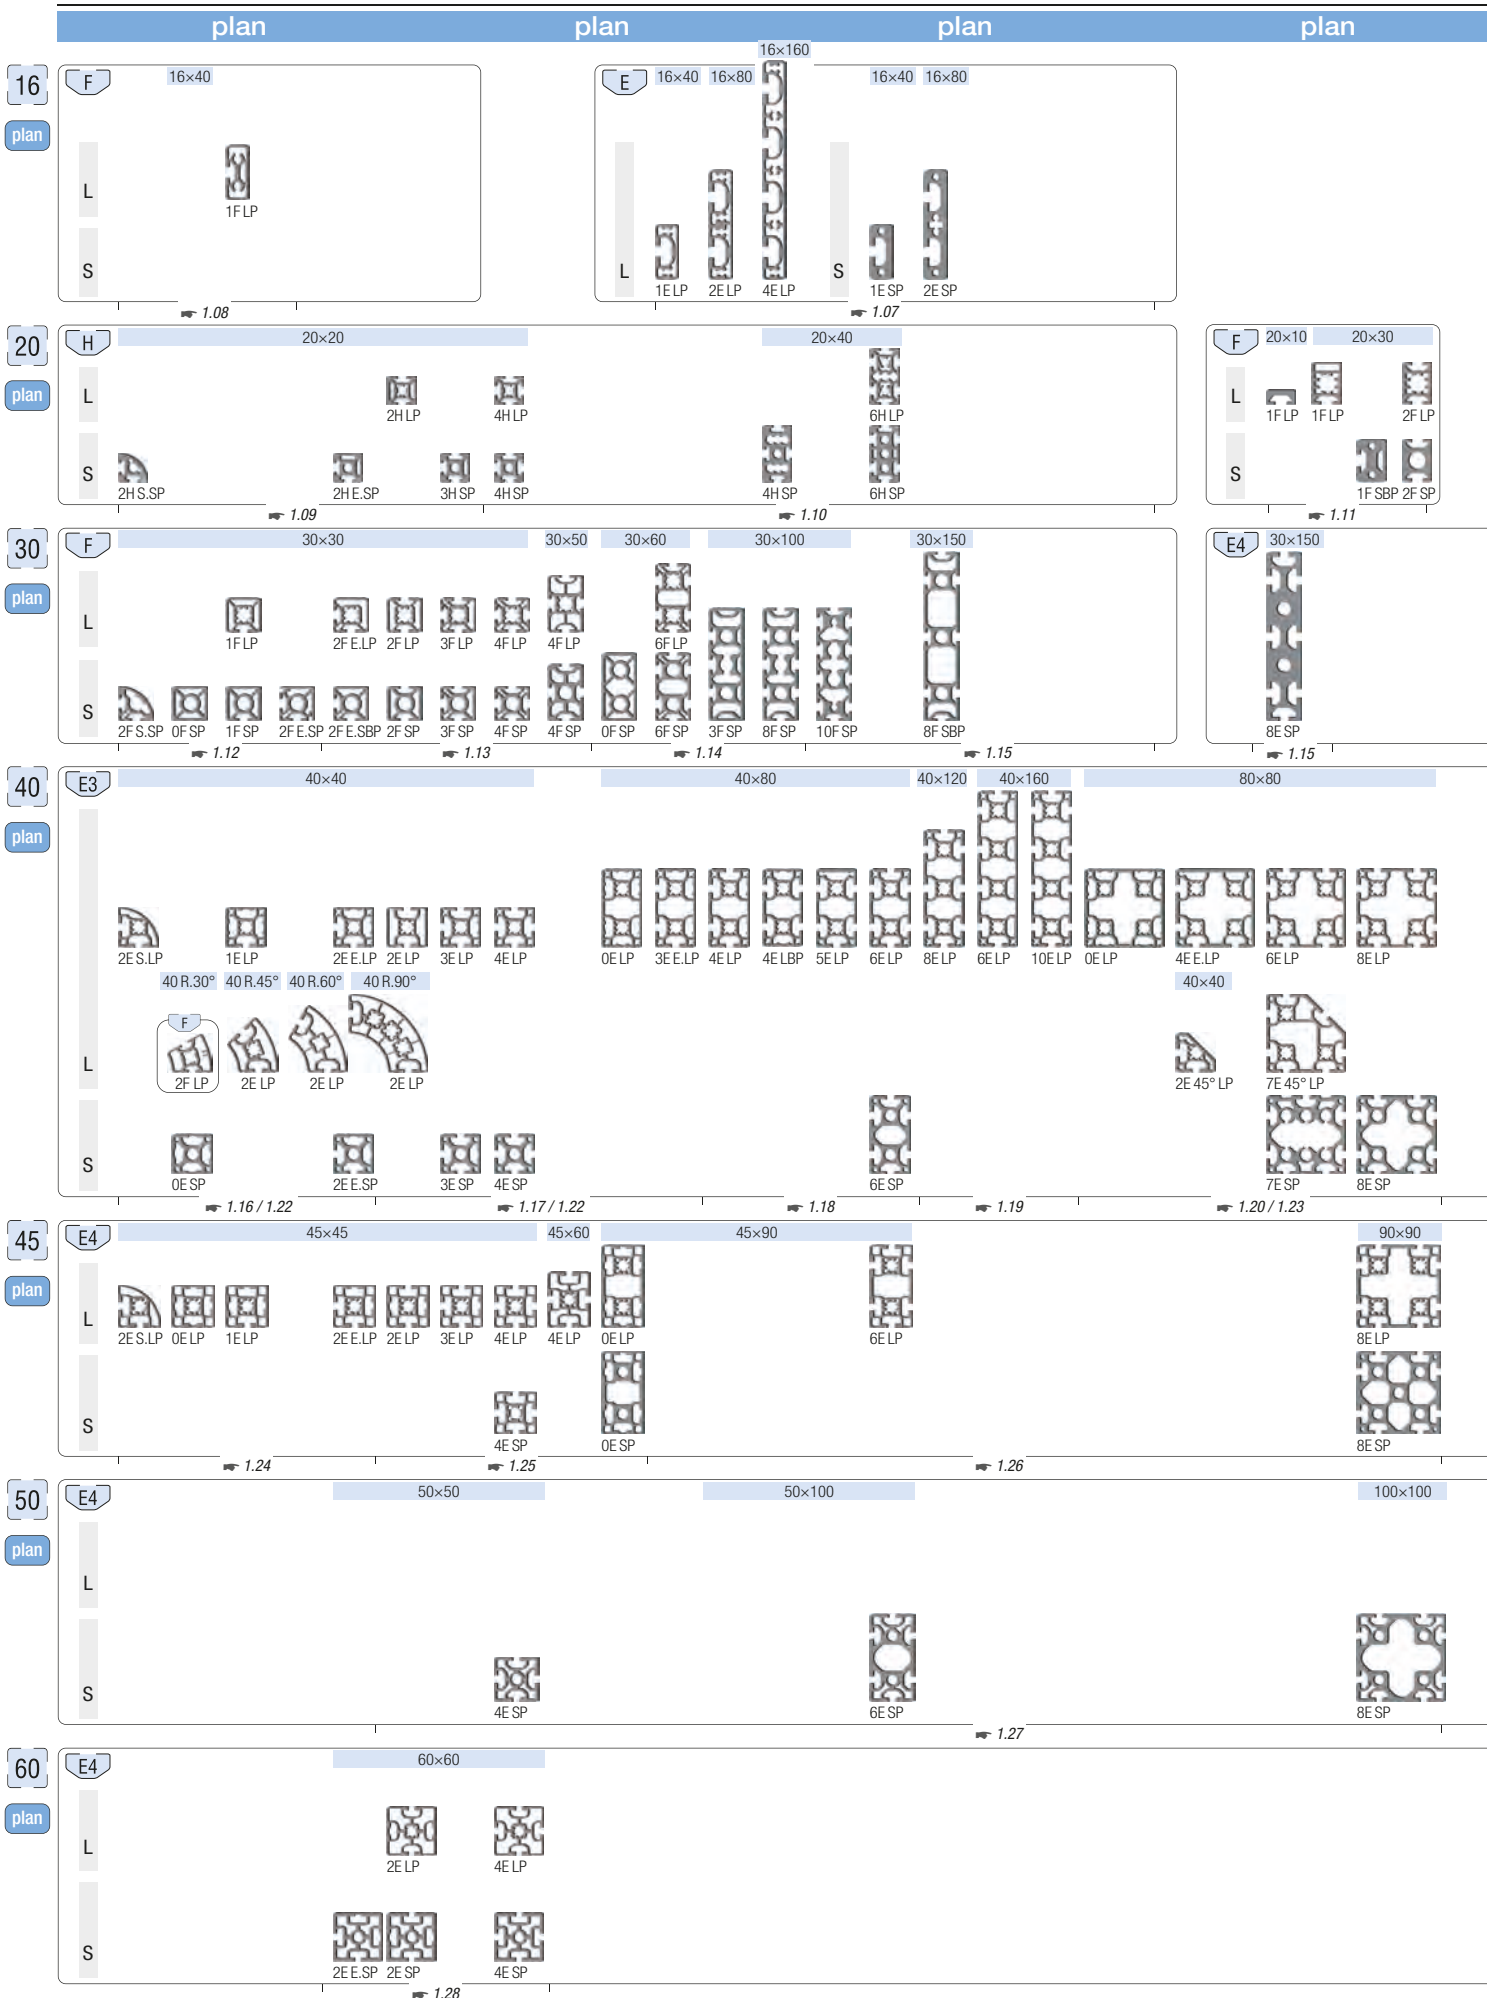 plan plan plan plan
16×160
16 F 16×40 E 16×40 16×80 16×40 16×80
plan
L
1F LP
S L S
1E LP 2E LP 4E LP 1E SP 2E SP
1.08 1.07
20 H 20×20 20×40 F 20×10 20×30
plan L L
2H LP 4H LP 6H LP 1F LP 1F LP 2F LP
S S
2H S.SP 2H E.SP 3H SP 4H SP 4H SP 6H SP 1F SBP 2F SP
1.09 1.10 1.11
30 F 30×30 30×50 30×60 30×100 30×150 E4 30×150
plan
L
1F LP 2F E.LP 2F LP 3F LP 4F LP 4F LP 6F LP
S
2F S.SP 0F SP 1F SP 2F E.SP 2F E.SBP 2F SP 3F SP 4F SP 4F SP 0F SP 6F SP 3F SP 8F SP 10F SP 8F SBP 8E SP
1.12 1.13 1.14 1.15 1.15
40 E3 40×40 40×80 40×120 40×160 80×80
plan
2E S.LP 1E LP 2E E.LP 2E LP 3E LP 4E LP 0E LP 3E E.LP 4E LP 4E LBP 5E LP 6E LP 8E LP 6E LP 10E LP 0E LP 4E E.LP 6E LP 8E LP
40 R.30° 40 R.45° 40 R.60° 40 R.90° 40×40
F
L
2F LP 2E LP 2E LP 2E LP 2E 45° LP 7E 45° LP
S
0E SP 2E E.SP 3E SP 4E SP 6E SP 7E SP 8E SP
1.16 / 1.22 1.17 / 1.22 1.18 1.19 1.20 / 1.23
45 E4 45×45 45×60 45×90 90×90
plan
L
2E S.LP 0E LP 1E LP 2E E.LP 2E LP 3E LP 4E LP 4E LP 0E LP 6E LP 8E LP
S
4E SP 0E SP 8E SP
1.24 1.25 1.26
50 E4 50×50 50×100 100×100
plan
L
S
4E SP 6E SP 8E SP
1.27
60 E4 60×60
plan
L
2E LP 4E LP
S
2E E.SP 2E SP 4E SP
1.28